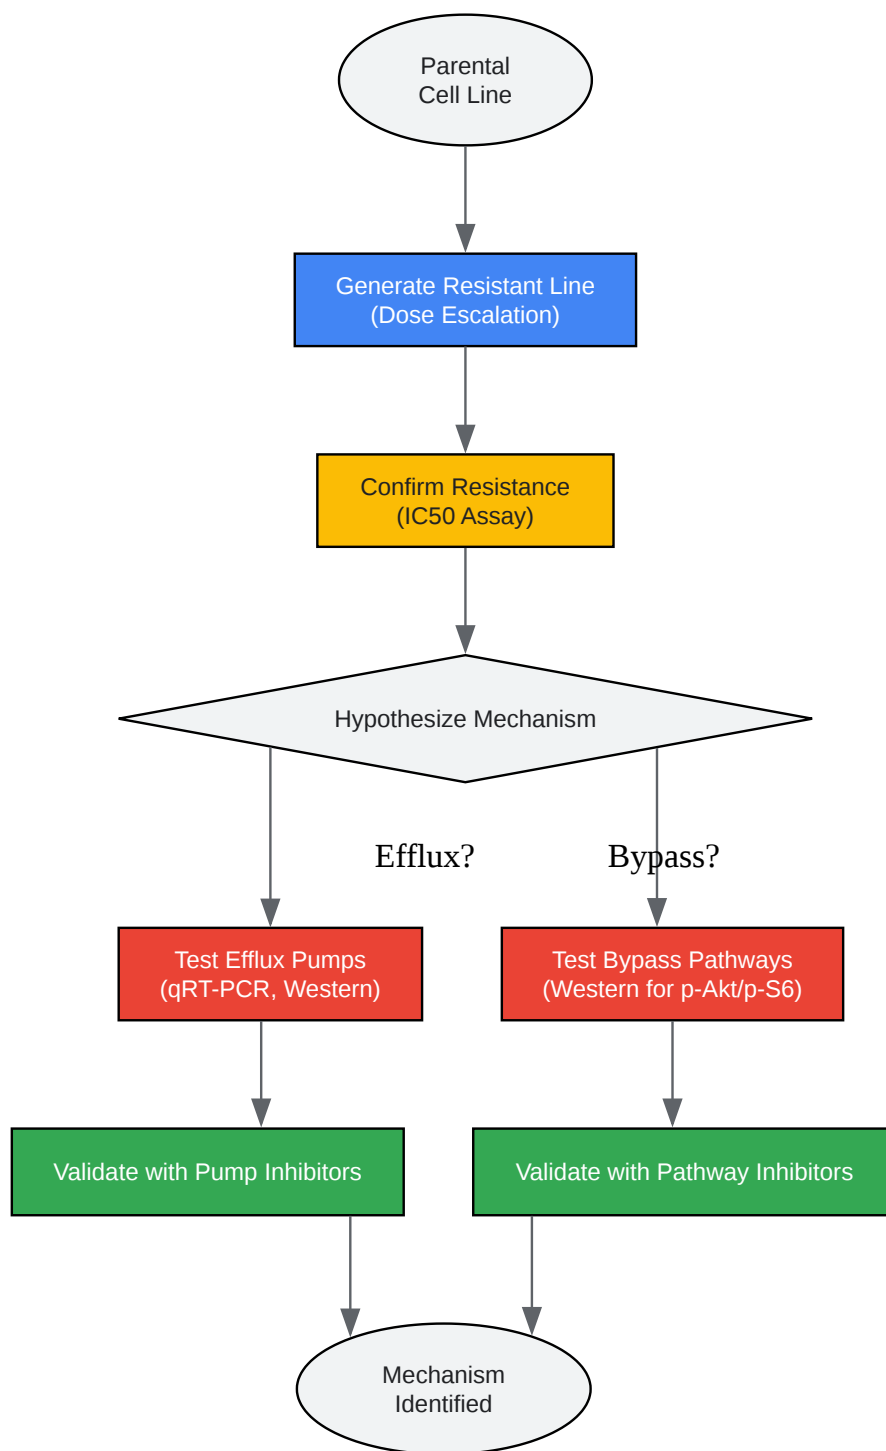 Parental
Cell Line
Generate Resistant Line
(Dose Escalation)
Confirm Resistance
(IC50 Assay)
Hypothesize Mechanism
Efflux?
Bypass?
Test Efflux Pumps
(qRT-PCR, Western)
Test Bypass Pathways
(Western for p-Akt/p-S6)
Validate with Pump Inhibitors
Validate with Pathway Inhibitors
Mechanism
Identified